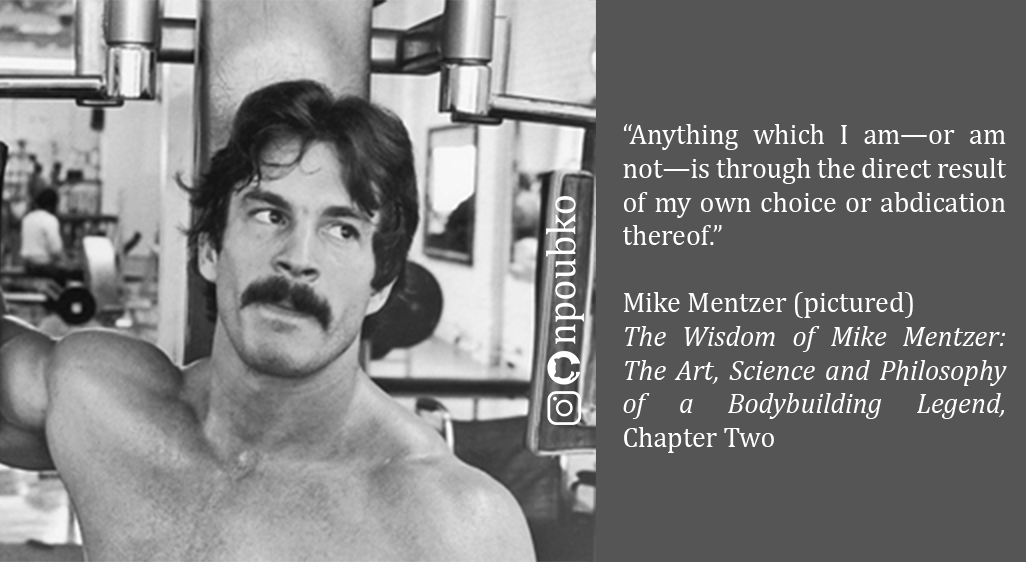 npoubko
“Anything which I am—or am
not—is through the direct result
of my own choice or abdication
thereof.”
Mike Mentzer (pictured)
The Wisdom of Mike Mentzer:
The Art, Science and Philosophy
of a Bodybuilding Legend,
Chapter Two